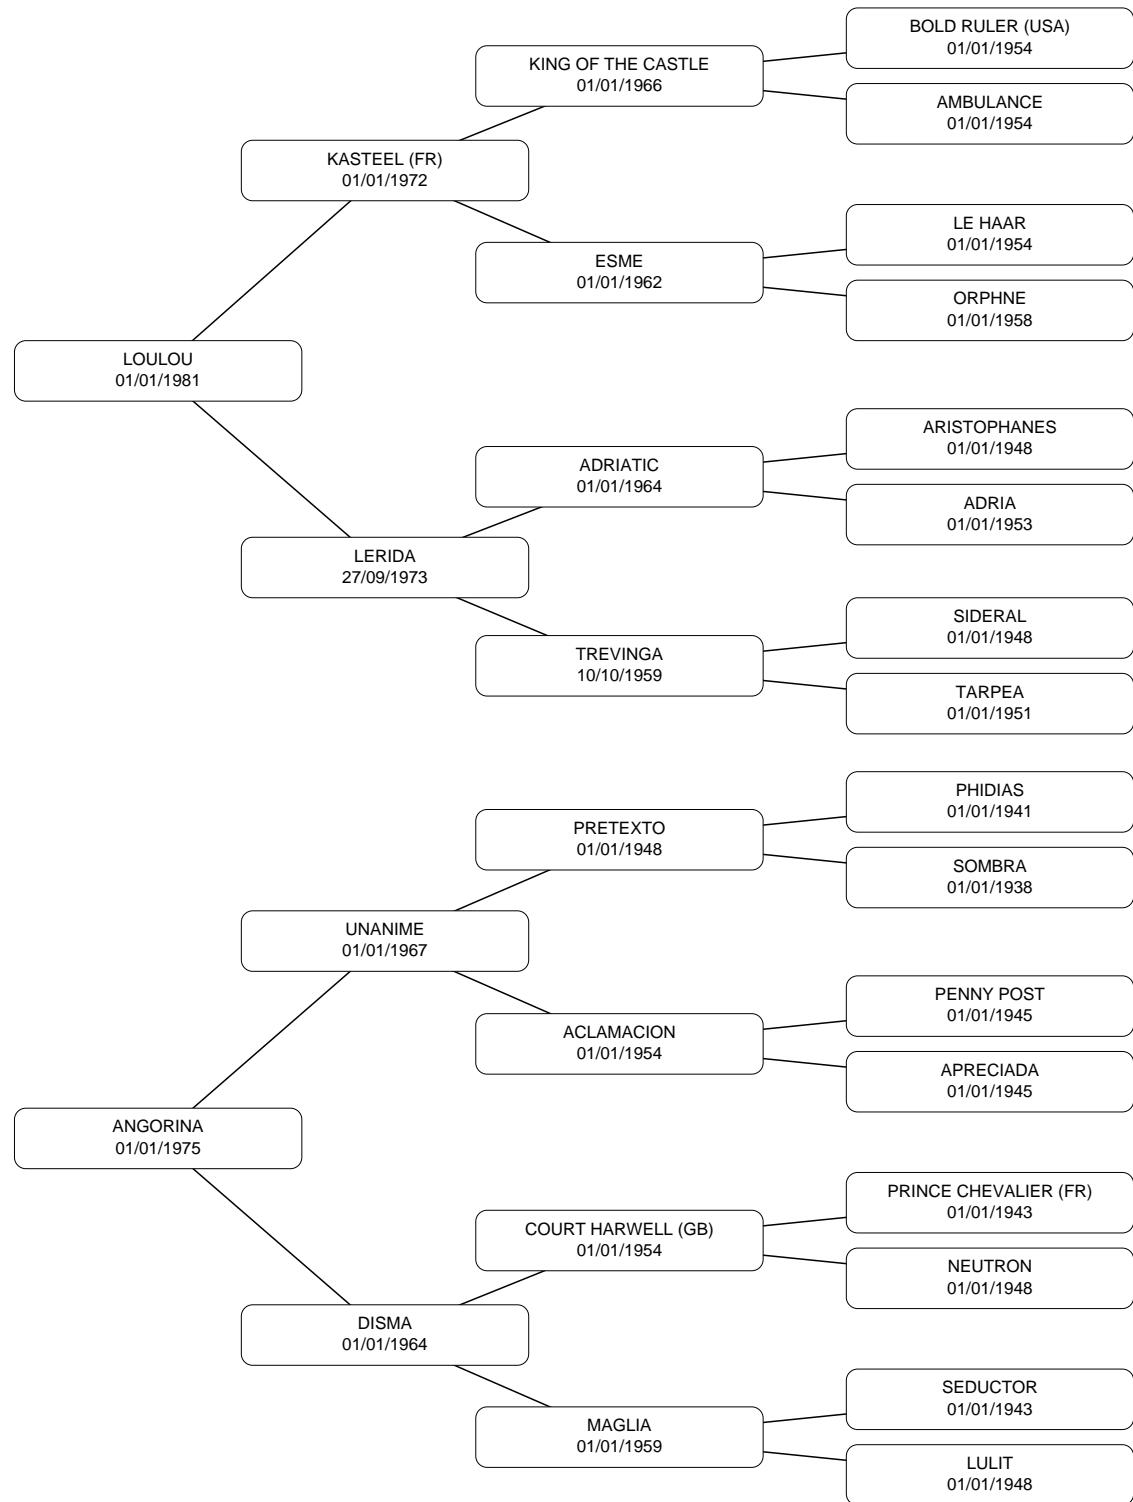 BOLD RULER (USA)
01/01/1954
KING OF THE CASTLE
01/01/1966
AMBULANCE
01/01/1954
KASTEEL (FR)
01/01/1972
LE HAAR
01/01/1954
ESME
01/01/1962
ORPHNE
01/01/1958
LOULOU
01/01/1981
ARISTOPHANES
01/01/1948
ADRIATIC
01/01/1964
ADRIA
01/01/1953
LERIDA
27/09/1973
SIDERAL
01/01/1948
TREVINGA
10/10/1959
TARPEA
01/01/1951
PHIDIAS
01/01/1941
PRETEXTO
01/01/1948
SOMBRA
01/01/1938
UNANIME
01/01/1967
PENNY POST
01/01/1945
ACLAMACION
01/01/1954
APRECIADA
01/01/1945
ANGORINA
01/01/1975
PRINCE CHEVALIER (FR)
01/01/1943
COURT HARWELL (GB)
01/01/1954
NEUTRON
01/01/1948
DISMA
01/01/1964
SEDUCTOR
01/01/1943
MAGLIA
01/01/1959
LULIT
01/01/1948